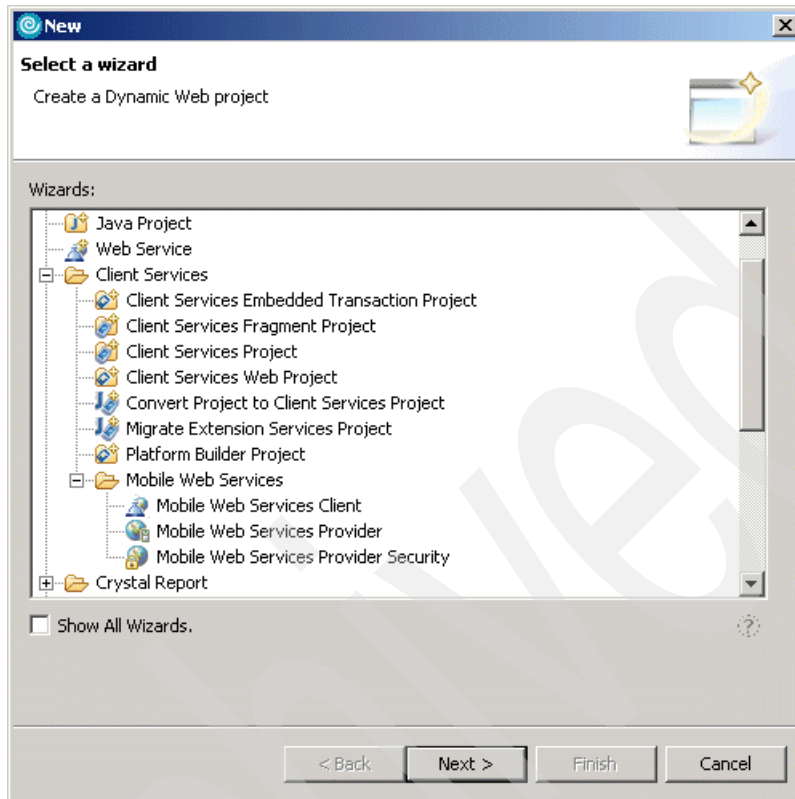 New
Select a wizard
Create a Dynamic Web project
Wizards:
Java Project
Web Service
Client Services
Client Services Embedded Transaction Project
Client Services Fragment Project
Client Services Project
Client Services Web Project
Convert Project to Client Services Project
Migrate Extension Services Project
Platform Builder Project
Mobile Web Services
Mobile Web Services Client
Mobile Web Services Provider
Mobile Web Services Provider Security
Crystal Report
Show All Wizards.
< Back Next > Finish Cancel